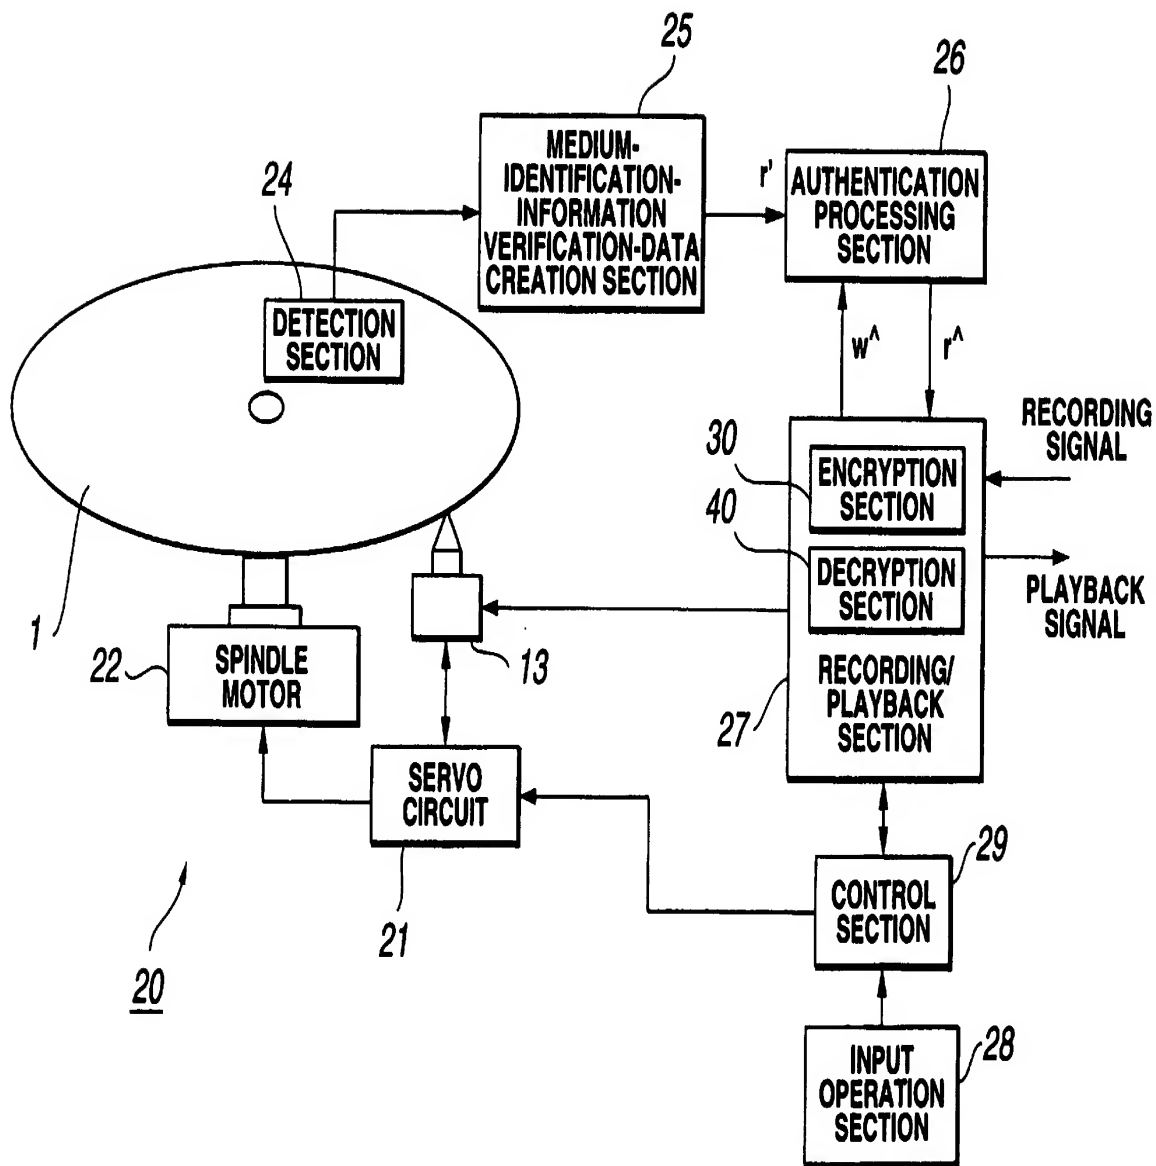 25
26
MEDIUM-
IDENTIFICATION-
INFORMATION
VERIFICATION-DATA
CREATION SECTION
r'
AUTHENTICATION
PROCESSING
SECTION
24
DETECTION
SECTION
w^
r^
RECORDING
SIGNAL
30
ENCRYPTION
SECTION
40
DECRYPTION
SECTION
PLAYBACK
SIGNAL
1
22
SPINDLE
MOTOR
13
RECORDING/
PLAYBACK
SECTION
27
SERVO
CIRCUIT
21
29
CONTROL
SECTION
20
28
INPUT
OPERATION
SECTION